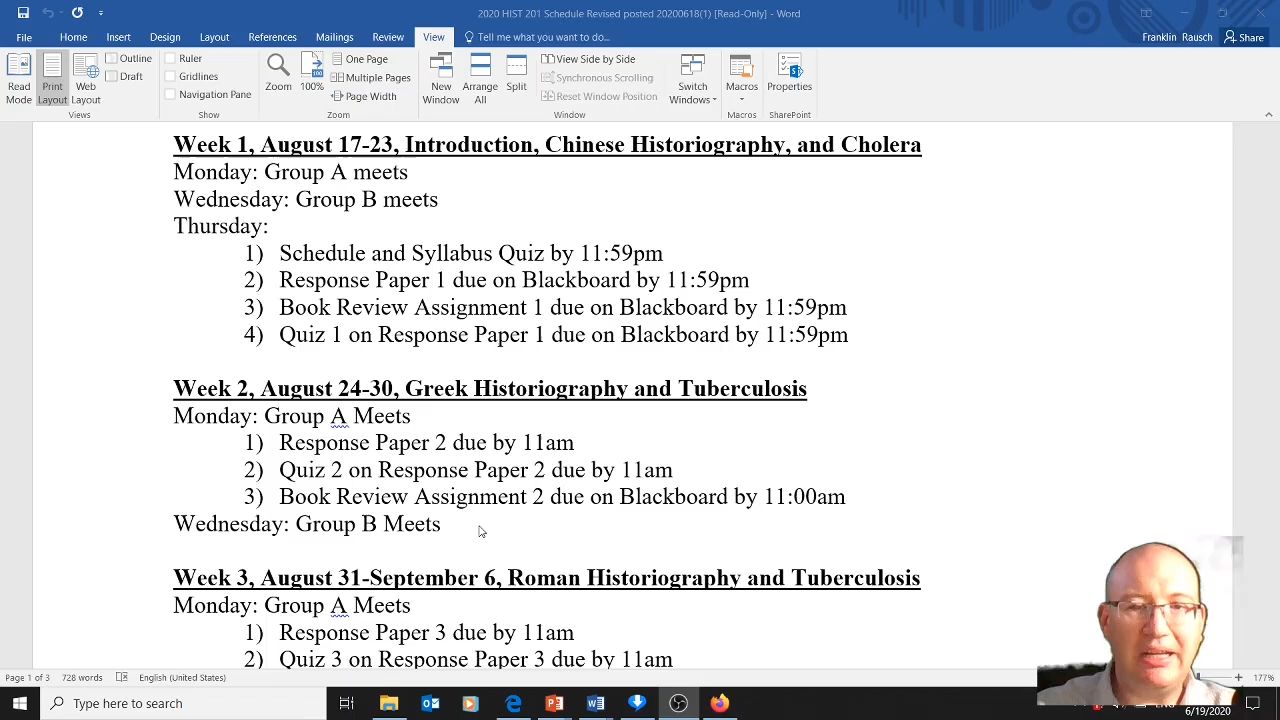 2020 HIST 201 Schedule Revised posted 20200618(1) [Read-Only] - Word
File Home Insert Design Layout References Mailings Review View Tell me what you want to do... Franklin Rausch Share
Read Mode
Print Layout
Web Layout
Outline
Draft
Views
Ruler
Gridlines
Navigation Pane
Show
Zoom
100%
One Page
Multiple Pages
Page Width
Zoom
New Window
Arrange All
Split
View Side by Side
Synchronous Scrolling
Reset Window Position
Window
Switch Windows
Macros
Macros
Properties
SharePoint
Week 1, August 17-23, Introduction, Chinese Historiography, and Cholera
Monday: Group A meets
Wednesday: Group B meets
Thursday:
1) Schedule and Syllabus Quiz by 11:59pm
2) Response Paper 1 due on Blackboard by 11:59pm
3) Book Review Assignment 1 due on Blackboard by 11:59pm
4) Quiz 1 on Response Paper 1 due on Blackboard by 11:59pm
Week 2, August 24-30, Greek Historiography and Tuberculosis
Monday: Group A Meets
1) Response Paper 2 due by 11am
2) Quiz 2 on Response Paper 2 due by 11am
3) Book Review Assignment 2 due on Blackboard by 11:00am
Wednesday: Group B Meets
Week 3, August 31-September 6, Roman Historiography and Tuberculosis
Monday: Group A Meets
1) Response Paper 3 due by 11am
2) Quiz 3 on Response Paper 3 due by 11am
Page 1 of 3 728 words English (United States) 177%
Type here to search
6/19/2020